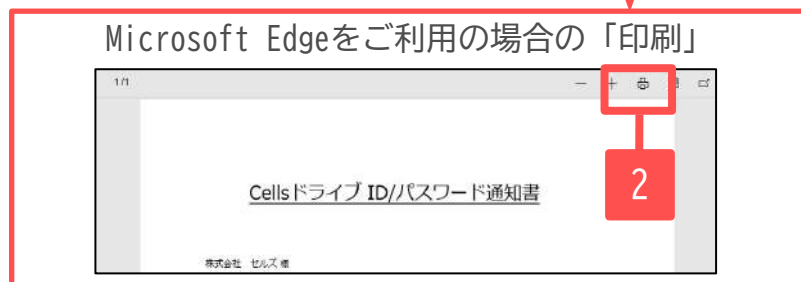 Microsoft Edgeをご利用の場合の「印刷」
1/1
Cellsドライブ ID/パスワード通知書
2
株式会社 セルズ 様